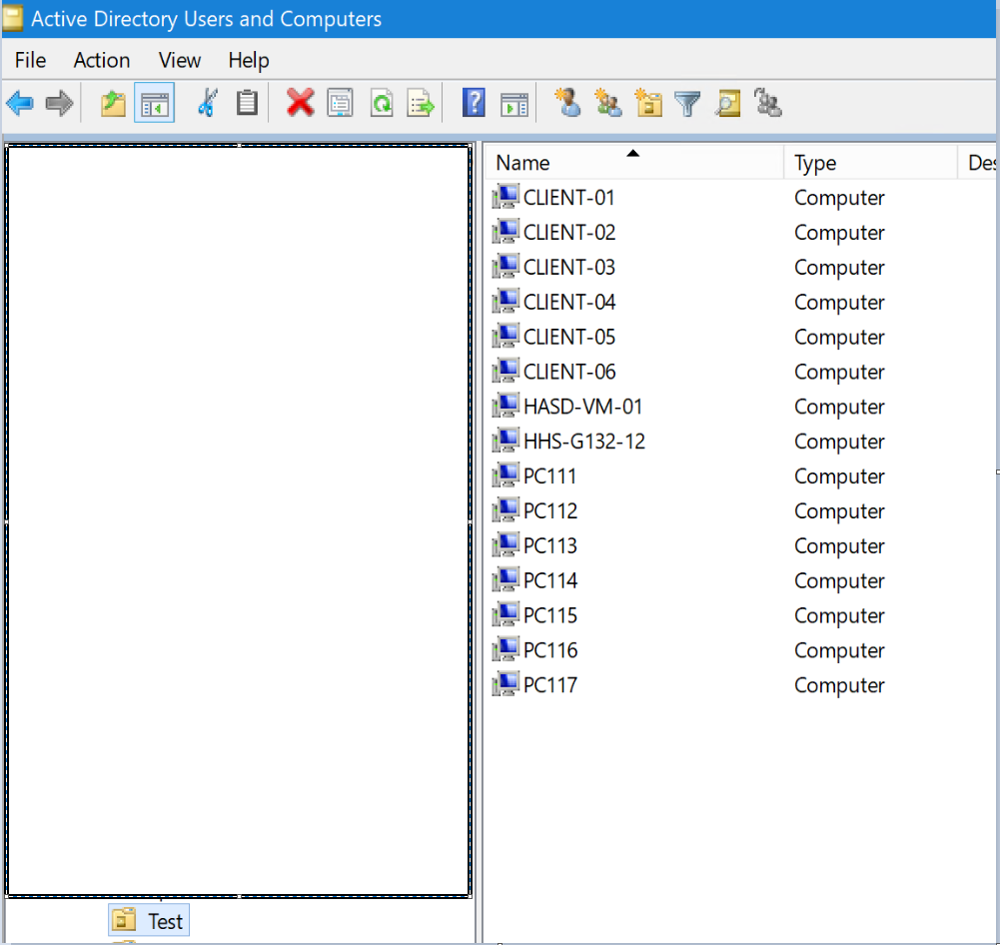 Active Directory Users and Computers
File Action View Help
Name Type Des
CLIENT-01 Computer
CLIENT-02 Computer
CLIENT-03 Computer
CLIENT-04 Computer
CLIENT-05 Computer
CLIENT-06 Computer
HASD-VM-01 Computer
HHS-G132-12 Computer
PC111 Computer
PC112 Computer
PC113 Computer
PC114 Computer
PC115 Computer
PC116 Computer
PC117 Computer
Test